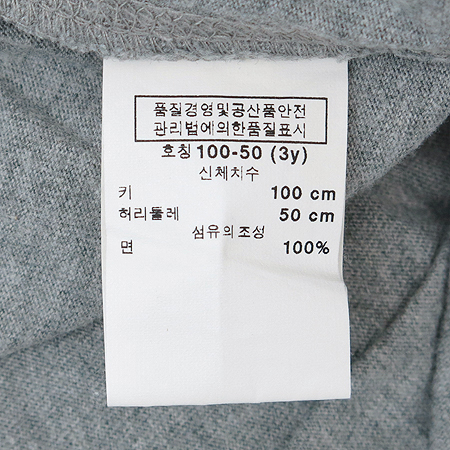 품질경영및공산품안전
관리법에의한품질표시
호칭 100-50 (3y)
신체치수
키 100 cm
허리둘레 50 cm
섬유의조성
면 100%